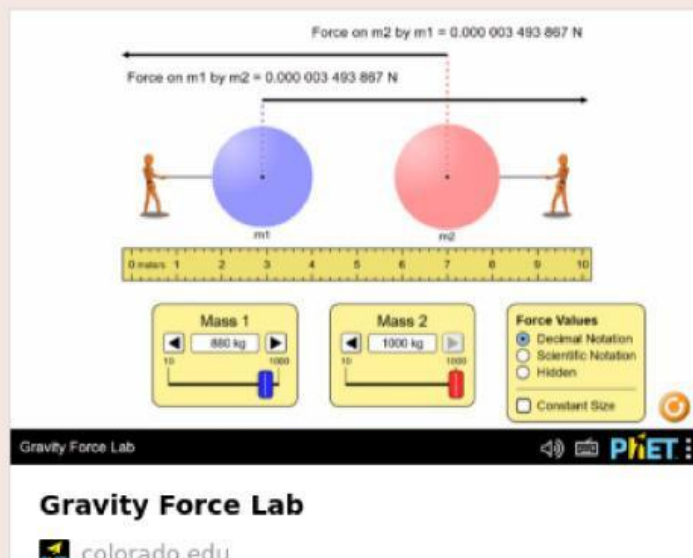 Force on m2 by m1 = 0.000 003 493 867 N
Force on m1 by m2 = 0.000 003 493 867 N
m1
m2
0 meters 1 2 3 4 5 6 7 8 9 10
Mass 1
880 kg
10 1000
Mass 2
1000 kg
10 1000
Force Values
Decimal Notation
Scientific Notation
Hidden
Constant Size
Gravity Force Lab
PhET
Gravity Force Lab
colorado.edu